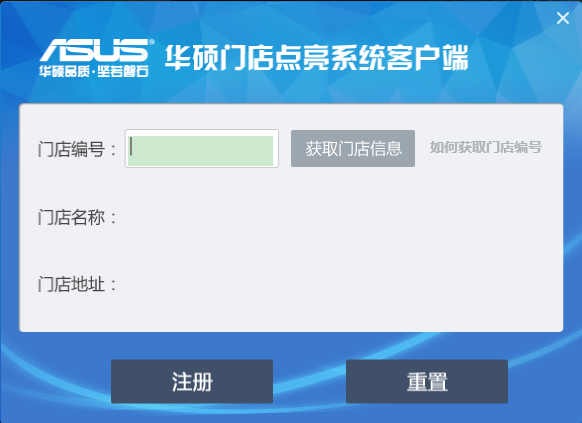 ASUS® 华硕门店点亮系统客户端
华硕品质·坚若磐石
门店编号： 获取门店信息 如何获取门店编号
门店名称：
门店地址：
注册 重置